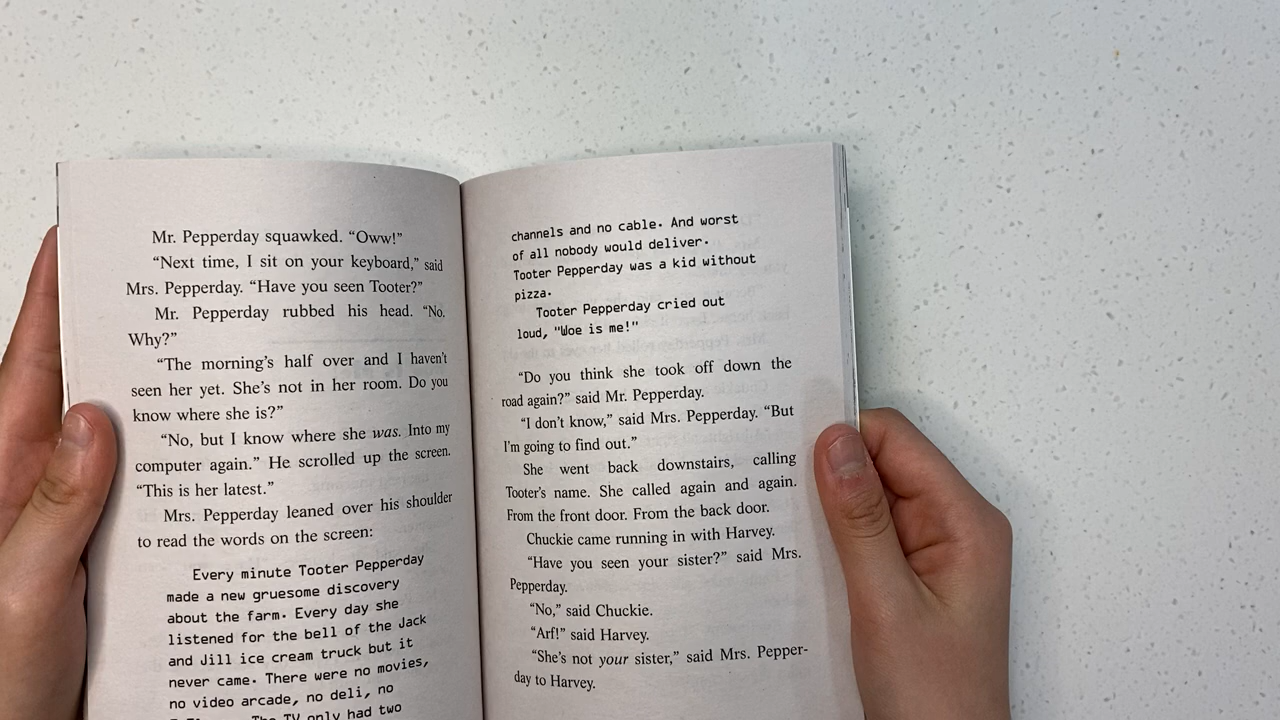 Mr. Pepperday squawked. “Oww!”
“Next time, I sit on your keyboard,” said
Mrs. Pepperday. “Have you seen Tooter?”
Mr. Pepperday rubbed his head. “No.
Why?”
“The morning’s half over and I haven’t
seen her yet. She’s not in her room. Do you
know where she is?”
“No, but I know where she was. Into my
computer again.” He scrolled up the screen.
“This is her latest.”
Mrs. Pepperday leaned over his shoulder
to read the words on the screen:
Every minute Tooter Pepperday
made a new gruesome discovery
about the farm. Every day she
listened for the bell of the Jack
and Jill ice cream truck but it
never came. There were no movies,
no video arcade, no deli, no
The TV only had two
channels and no cable. And worst
of all nobody would deliver.
Tooter Pepperday was a kid without
pizza.
Tooter Pepperday cried out
loud, "Woe is me!"
“Do you think she took off down the
road again?” said Mr. Pepperday.
“I don’t know,” said Mrs. Pepperday. “But
I’m going to find out.”
She went back downstairs, calling
Tooter’s name. She called again and again.
From the front door. From the back door.
Chuckie came running in with Harvey.
“Have you seen your sister?” said Mrs.
Pepperday.
“No,” said Chuckie.
“Arf!” said Harvey.
“She’s not your sister,” said Mrs. Pepper-
day to Harvey.